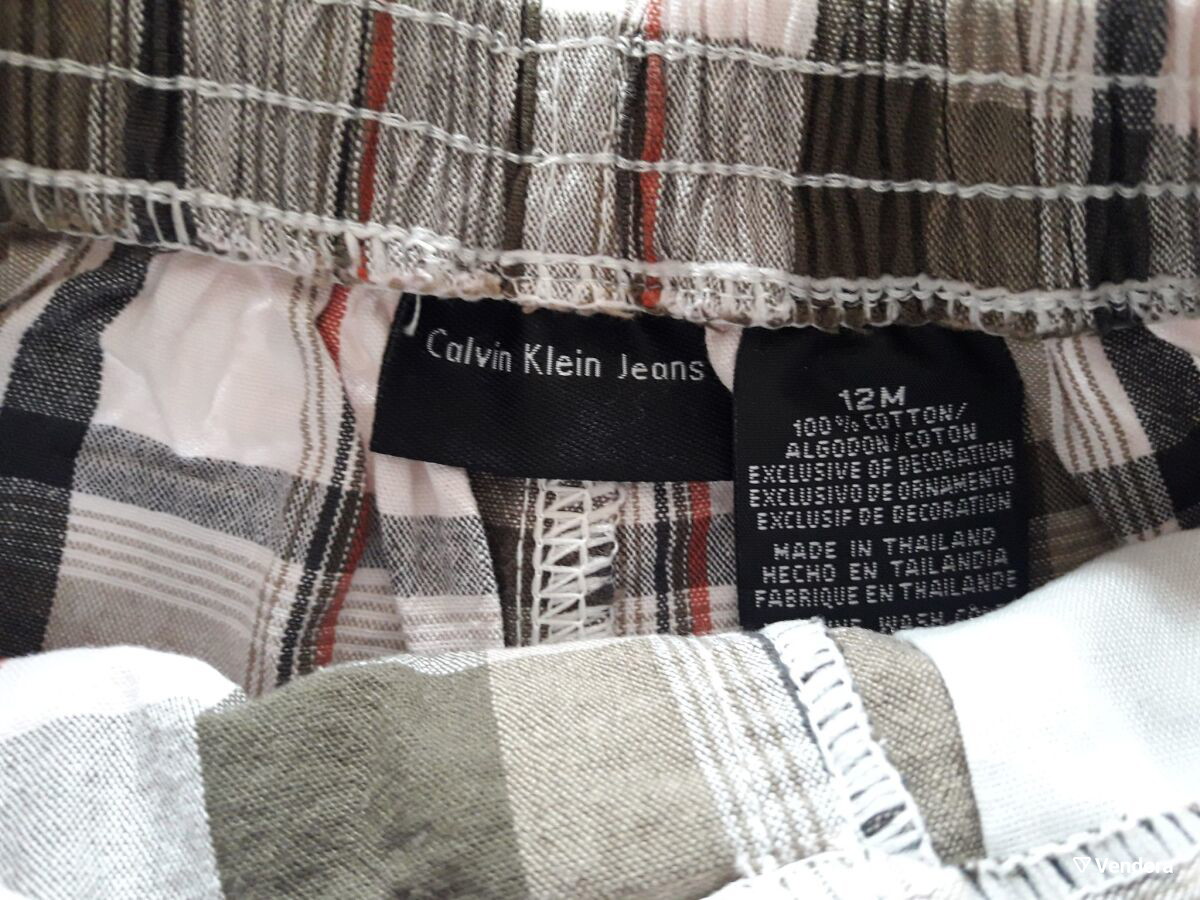 Calvin Klein Jeans
12M
100% COTTON/
ALGODON/COTON
EXCLUSIVE OF DECORATION
EXCLUSIVO DE ORNAMENTO
EXCLUSIF DE DECORATION
MADE IN THAILAND
HECHO EN TAILANDIA
FABRIQUE EN THAILANDE
WASH
Vendora